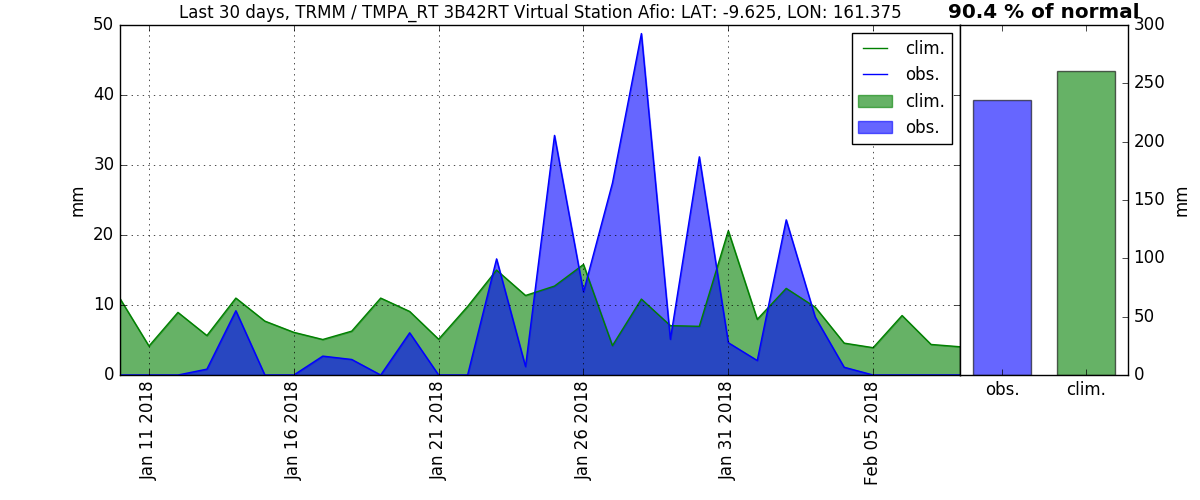 Last 30 days, TRMM / TMPA_RT 3B42RT Virtual Station Afio: LAT: -9.625, LON: 161.375
90.4 % of normal
50
40
30
20
10
0
mm
clim.
obs.
clim.
obs.
Jan 11 2018
Jan 16 2018
Jan 21 2018
Jan 26 2018
Jan 31 2018
Feb 05 2018
300
250
200
150
100
50
0
mm
obs.
clim.